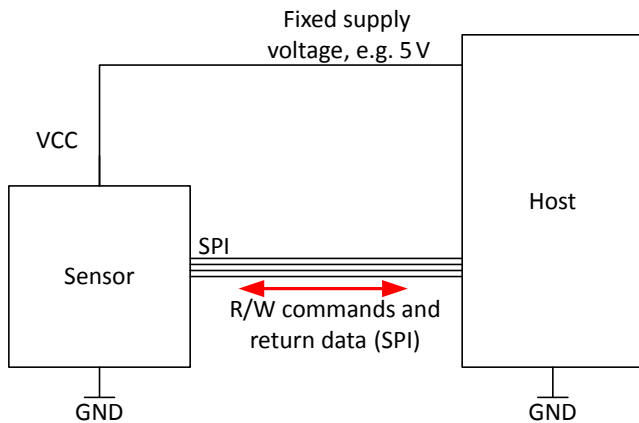 Fixed supply
voltage, e.g. 5 V
VCC
Host
SPI
Sensor
R/W commands and
return data (SPI)
GND
GND